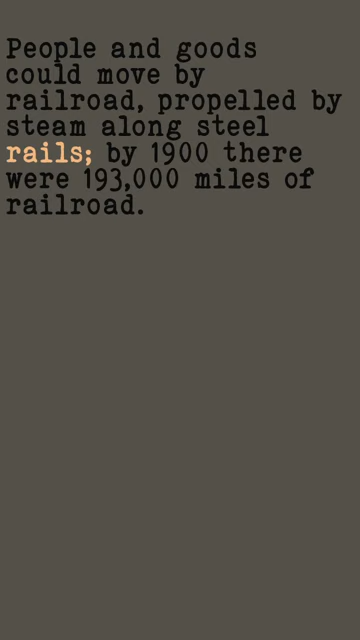 People and goods
could move by
railroad, propelled by
steam along steel
rails; by 1900 there
were 193,000 miles of
railroad.